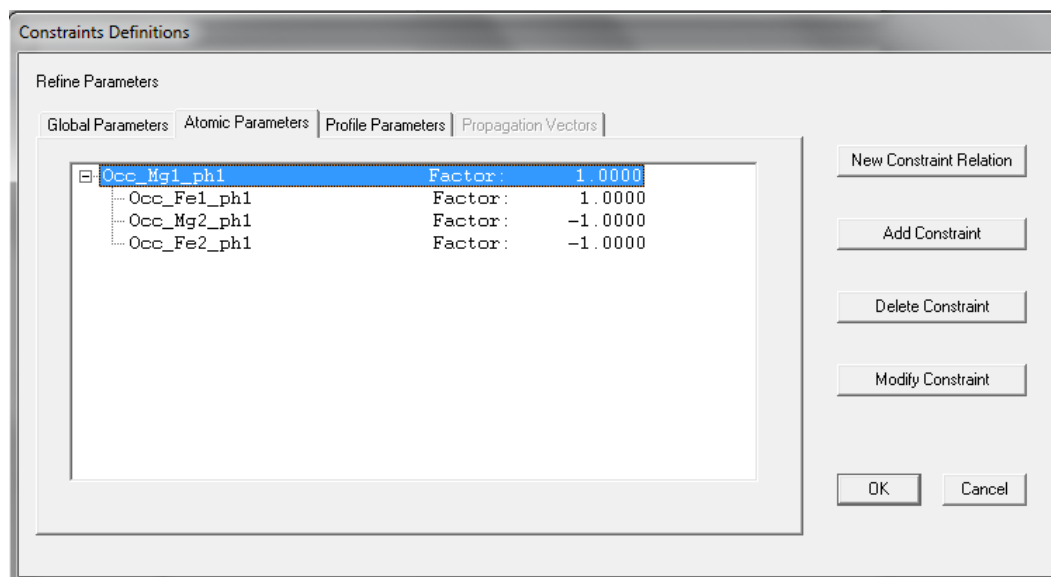 Constraints Definitions
Refine Parameters
Global Parameters Atomic Parameters Profile Parameters Propagation Vectors
Occ_Mg1_ph1 Factor: 1.0000
Occ_Fe1_ph1 Factor: 1.0000
Occ_Mg2_ph1 Factor: -1.0000
Occ_Fe2_ph1 Factor: -1.0000
New Constraint Relation
Add Constraint
Delete Constraint
Modify Constraint
OK Cancel